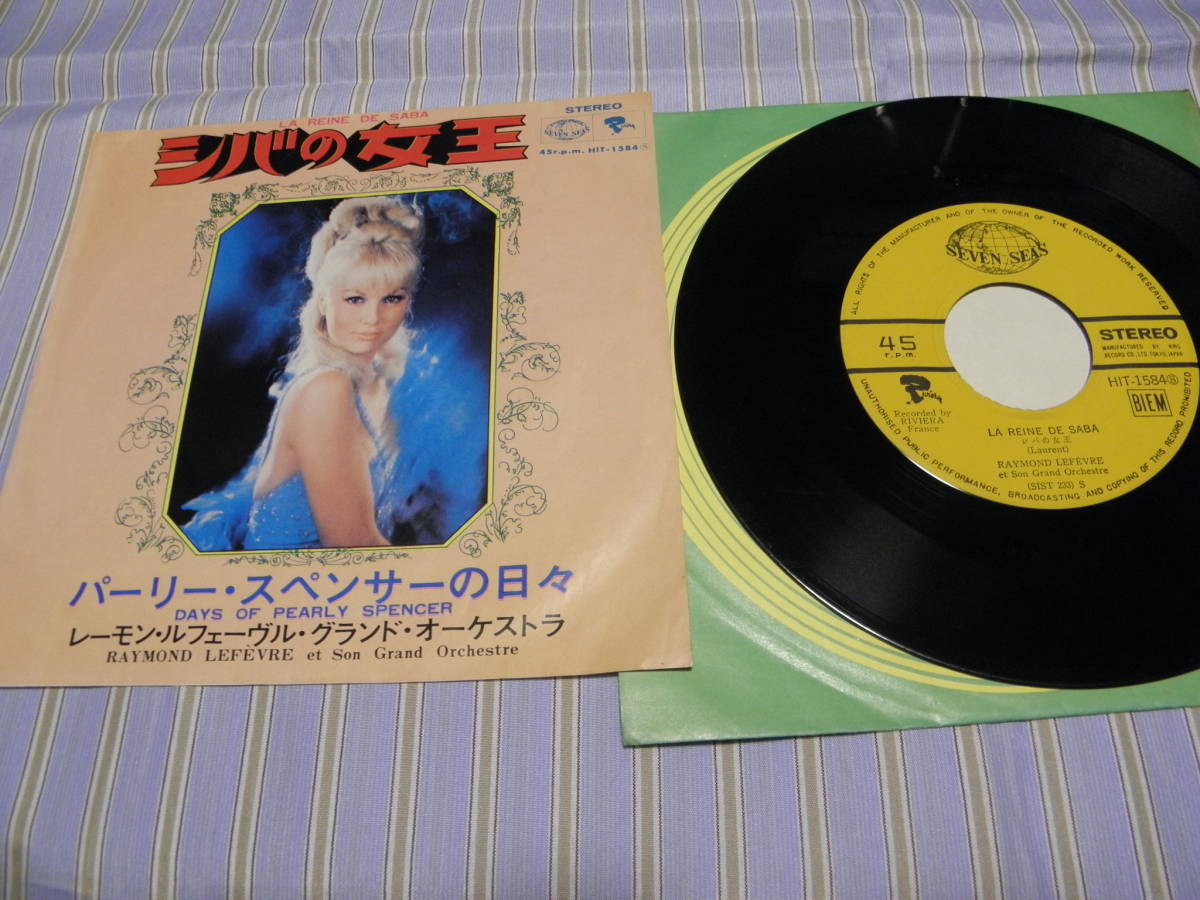 LA REINE DE SABA
シバの女王
STEREO
SEVEN SEAS
Riviera
45r.p.m. HIT-1584Ⓢ
パーリー・スペンサーの日々
DAYS OF PEARLY SPENCER
レーモン・ルフェーヴル・グランド・オーケストラ
RAYMOND LEFÈVRE et Son Grand Orchestre
ALL RIGHTS OF THE MANUFACTURER AND OF THE OWNER OF THE RECORDED WORK RESERVED
SEVEN SEAS
45
r.p.m.
STEREO
MANUFACTURED BY KING
RECORD CO., LTD. TOKYO, JAPAN
HIT-1584Ⓢ
BIEM
Riviera
Recorded by
RIVIERA
France
LA REINE DE SABA
シバの女王
(Laurent)
RAYMOND LEFÈVRE
et Son Grand Orchestre
(SIST 233) S
UNAUTHORISED PUBLIC PERFORMANCE, BROADCASTING AND COPYING OF THIS RECORD PROHIBITED